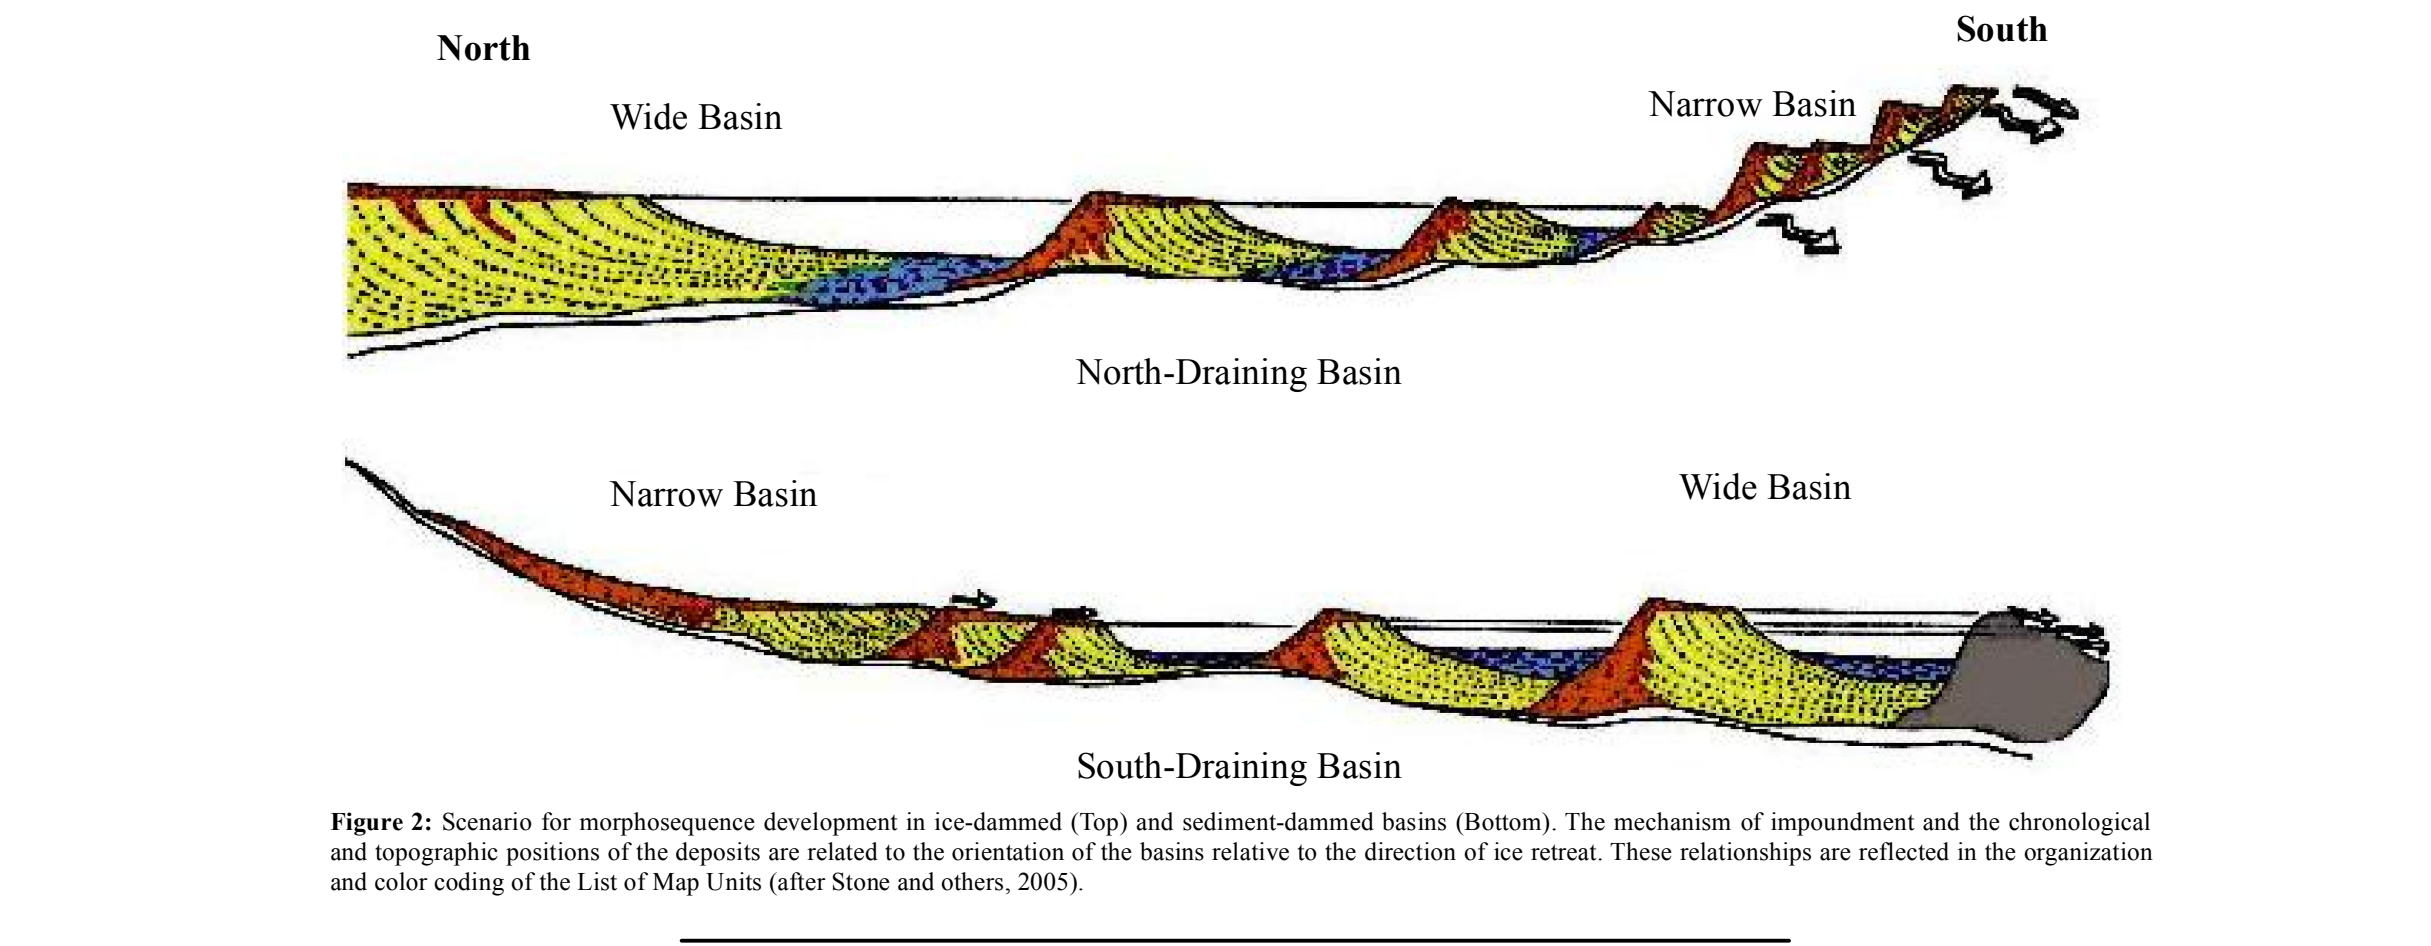 North
South
Wide Basin
Narrow Basin
North-Draining Basin
Narrow Basin
Wide Basin
South-Draining Basin
Figure 2: Scenario for morphosequence development in ice-dammed (Top) and sediment-dammed basins (Bottom). The mechanism of impoundment and the chronological
and topographic positions of the deposits are related to the orientation of the basins relative to the direction of ice retreat. These relationships are reflected in the organization
and color coding of the List of Map Units (after Stone and others, 2005).